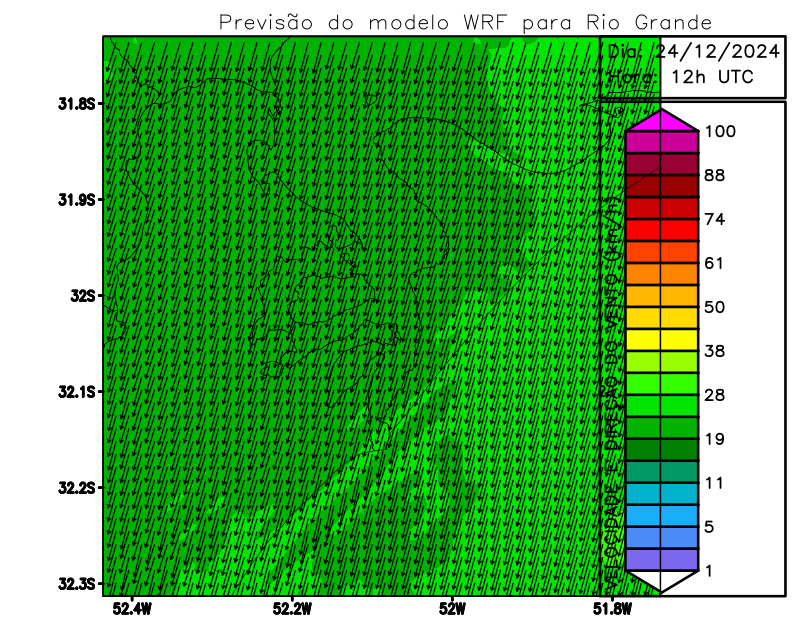 Previsão do modelo WRF para Rio Grande
Dia: 24/12/2024
Hora: 12h UTC
VELOCIDADE E DIREÇÃO DO VENTO (km/h)
100
88
74
61
50
38
28
19
11
5
1
31.8S
31.9S
32S
32.1S
32.2S
32.3S
52.4W
52.2W
52W
51.8W